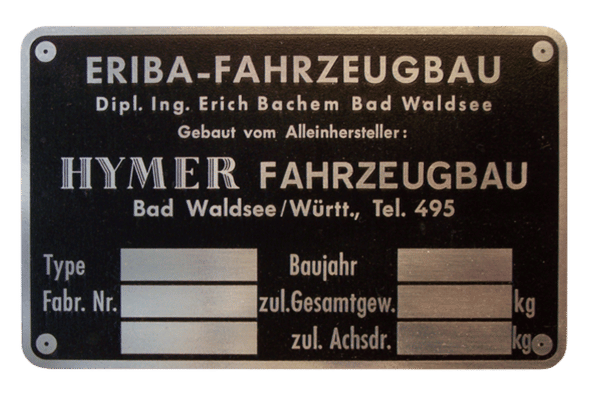 ERIBA-FAHRZEUGBAU
Dipl. Ing. Erich Bachem Bad Waldsee
Gebaut vom Alleinhersteller:
HYMER FAHRZEUGBAU
Bad Waldsee/Württ., Tel. 495
Type Baujahr
Fabr. Nr. zul.Gesamtgew. kg
zul. Achsdr. kg